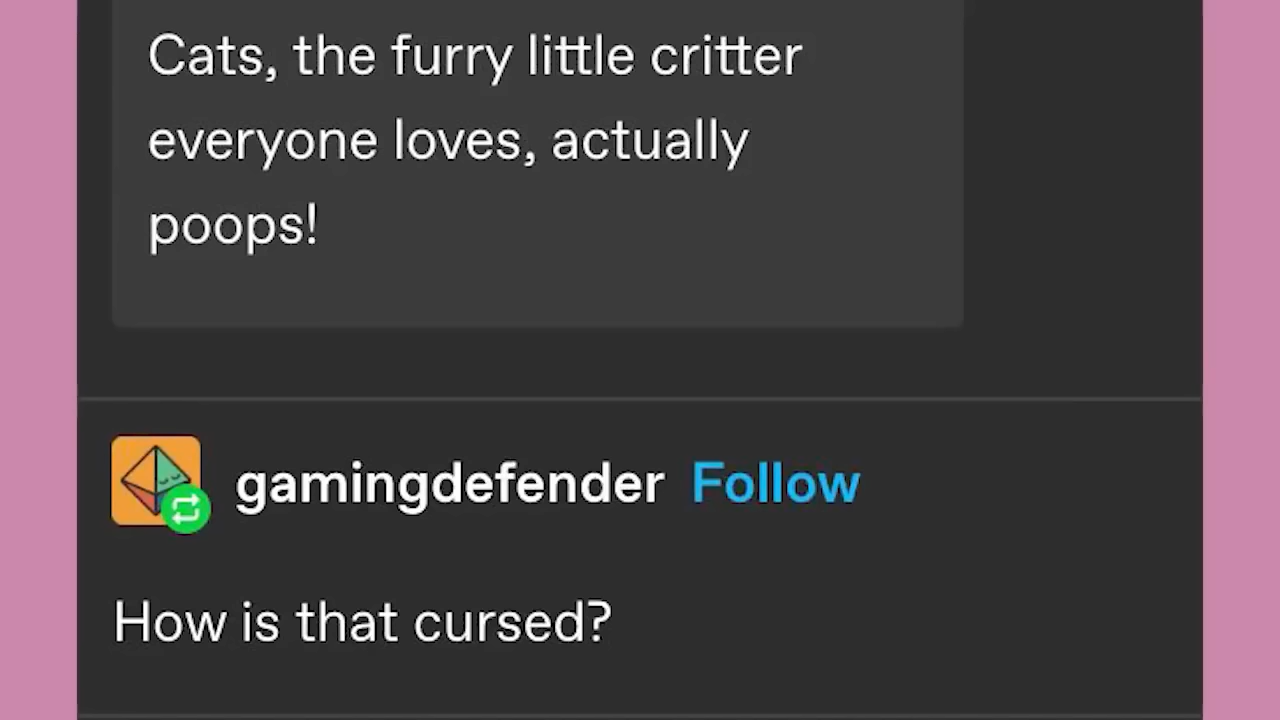 Cats, the furry little critter
everyone loves, actually
poops!
gamingdefender Follow
How is that cursed?